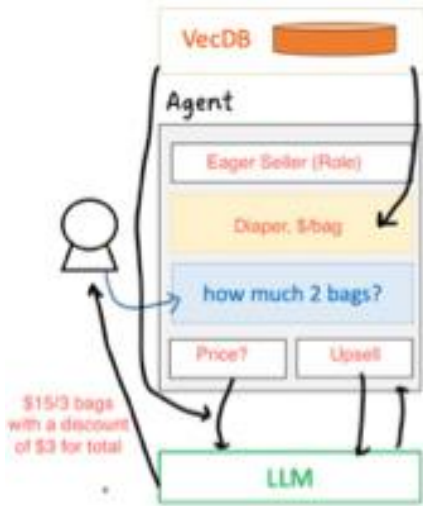 VecDB
Agent
Eager Seller (Role)
Diaper, $/bag
how much 2 bags?
Price?
Upsell
$15/3 bags
with a discount
of $3 for total
LLM